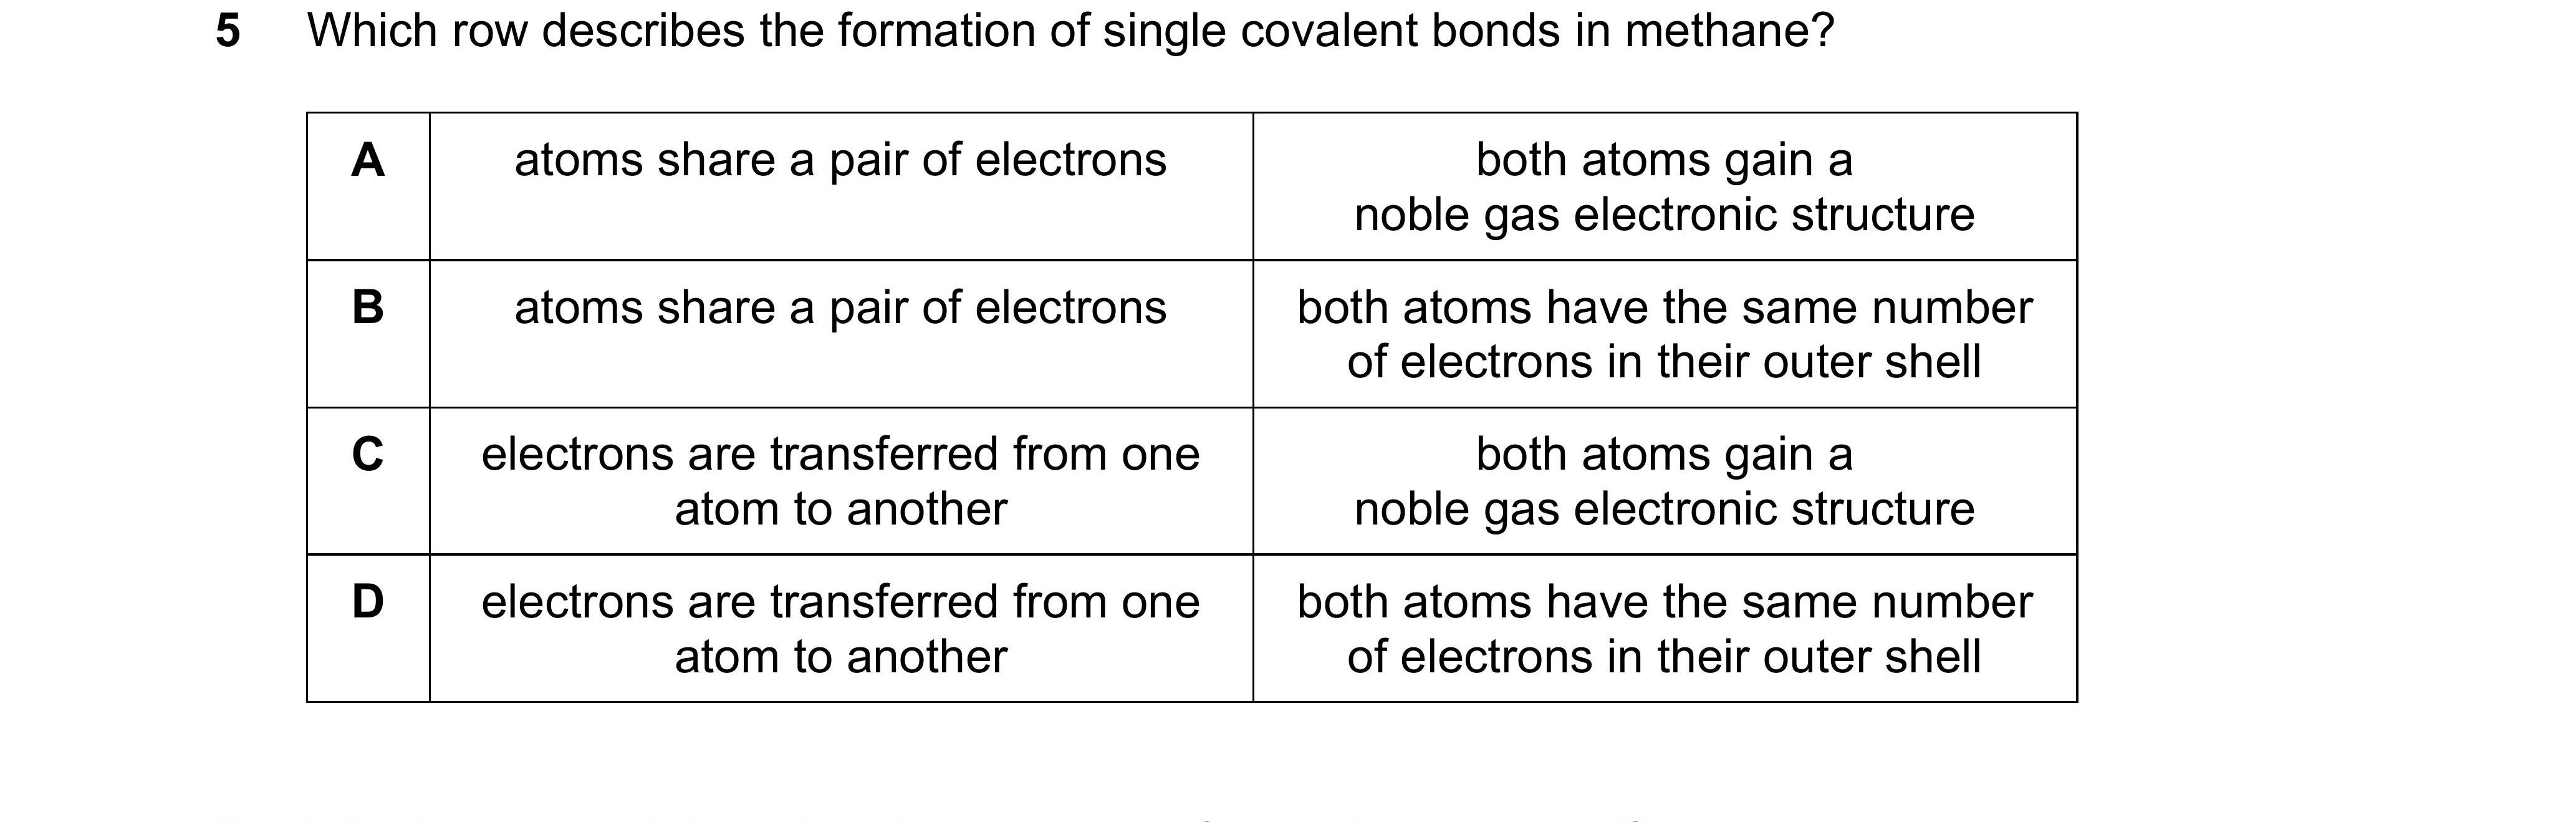 5 Which row describes the formation of single covalent bonds in methane?
A atoms share a pair of electrons both atoms gain a
noble gas electronic structure
B atoms share a pair of electrons both atoms have the same number
of electrons in their outer shell
C electrons are transferred from one both atoms gain a
atom to another noble gas electronic structure
D electrons are transferred from one both atoms have the same number
atom to another of electrons in their outer shell